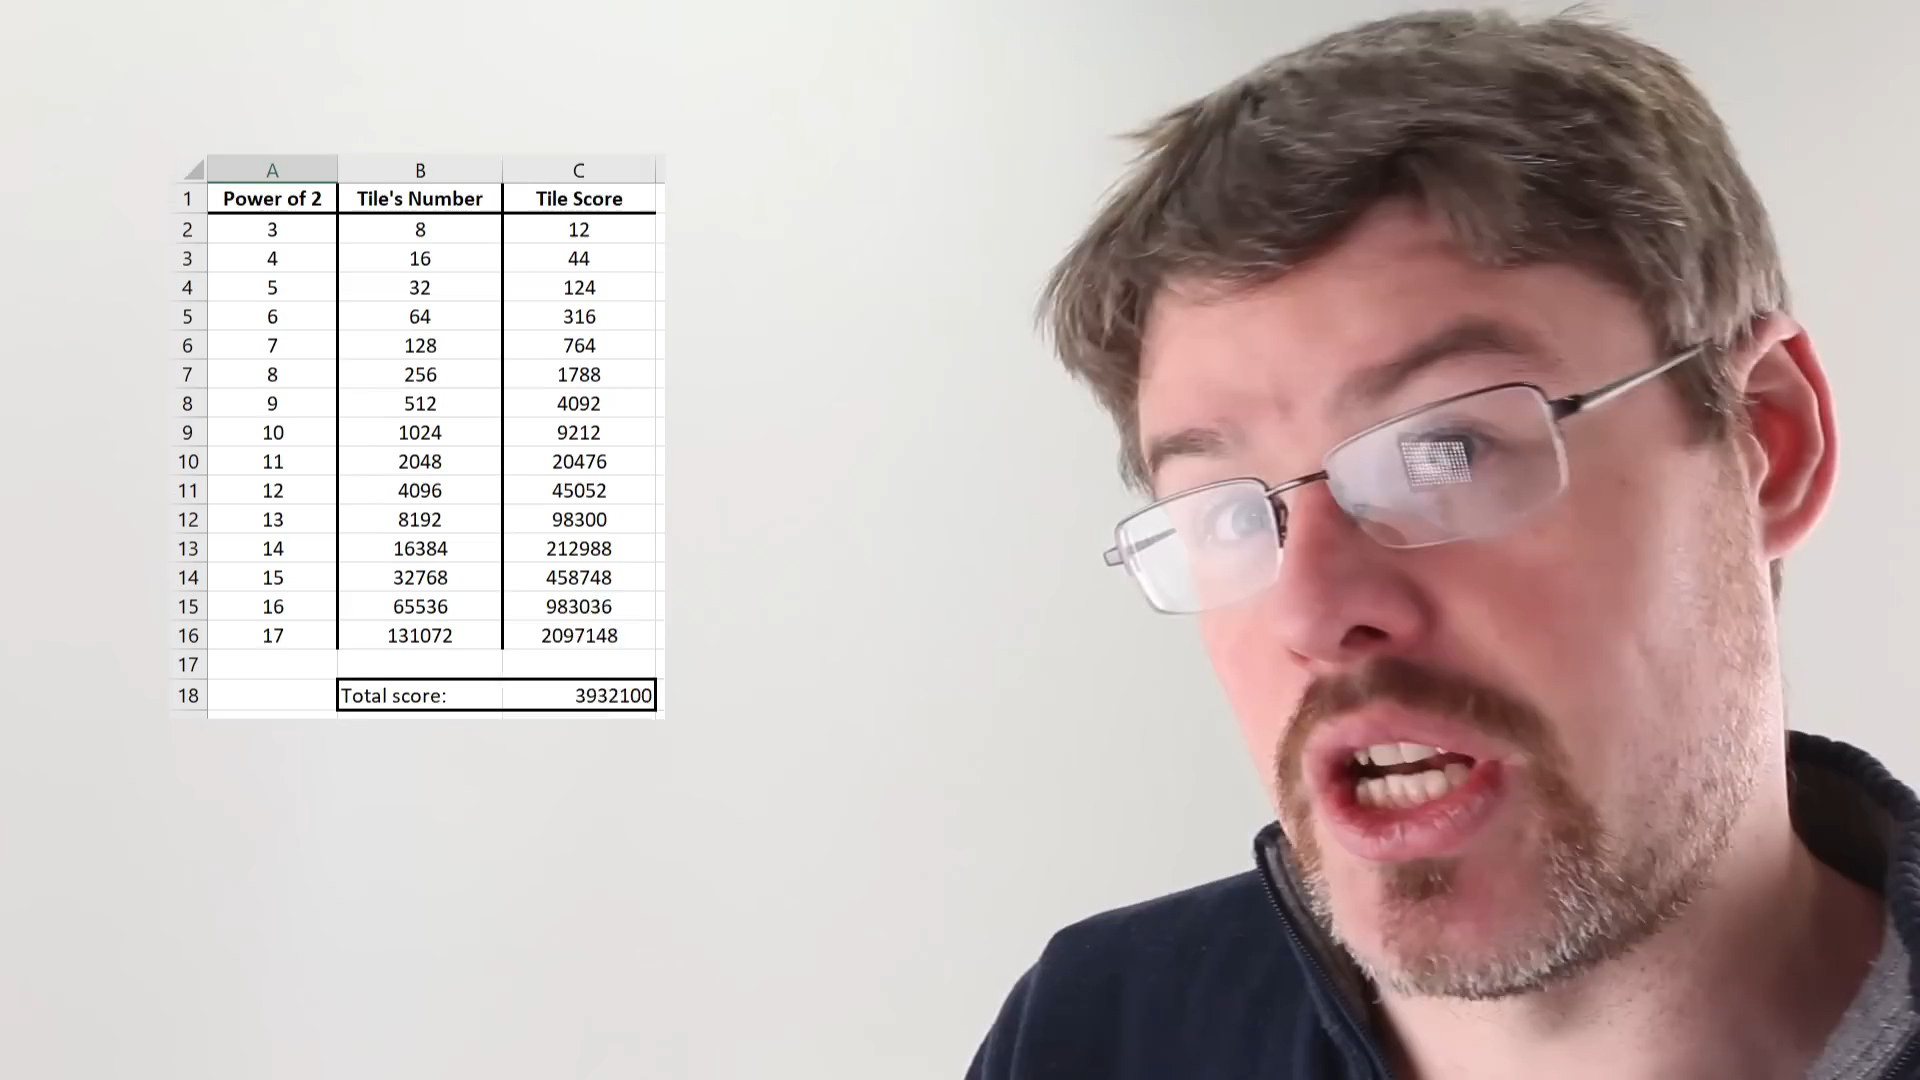 A B C
1 Power of 2 Tile's Number Tile Score
2 3 8 12
3 4 16 44
4 5 32 124
5 6 64 316
6 7 128 764
7 8 256 1788
8 9 512 4092
9 10 1024 9212
10 11 2048 20476
11 12 4096 45052
12 13 8192 98300
13 14 16384 212988
14 15 32768 458748
15 16 65536 983036
16 17 131072 2097148
17
18 Total score: 3932100